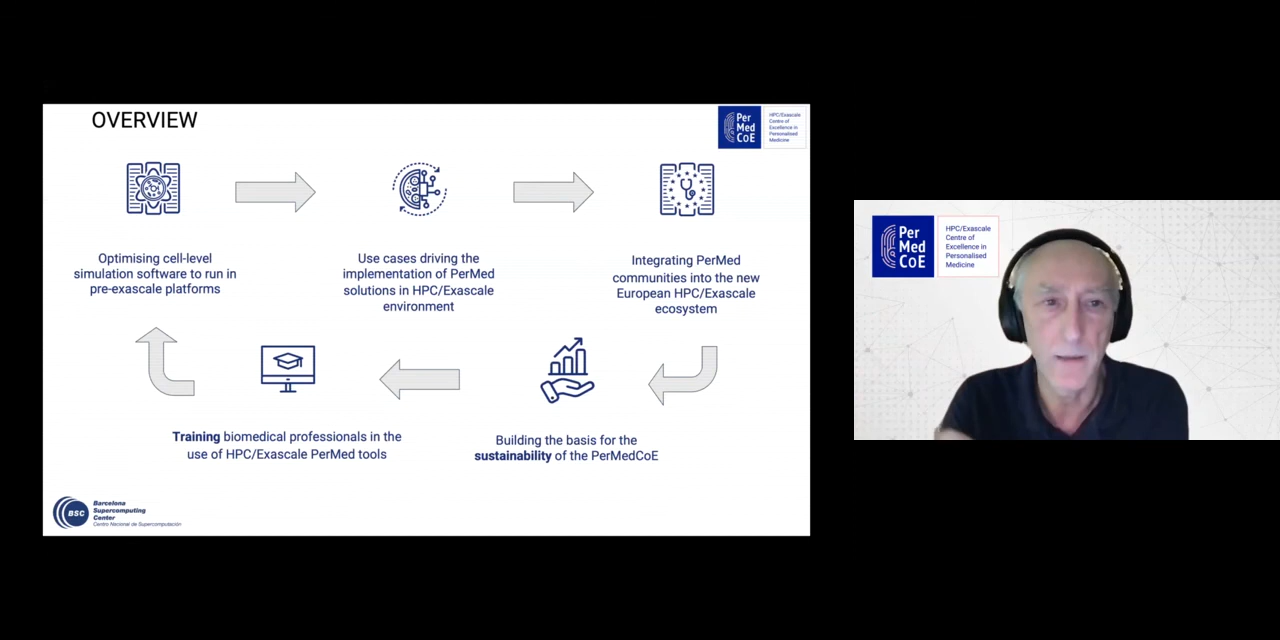 OVERVIEW
Per
Med
CoE
HPC/Exascale
Centre of
Excellence in
Personalised
Medicine
Optimising cell-level
simulation software to run in
pre-exascale platforms
Use cases driving the
implementation of PerMed
solutions in HPC/Exascale
environment
Integrating PerMed
communities into the new
European HPC/Exascale
ecosystem
Training biomedical professionals in the
use of HPC/Exascale PerMed tools
Building the basis for the
sustainability of the PerMedCoE
BSC
Barcelona
Supercomputing
Center
Centro Nacional de Supercomputación
Per
Med
CoE
HPC/Exascale
Centre of
Excellence in
Personalised
Medicine